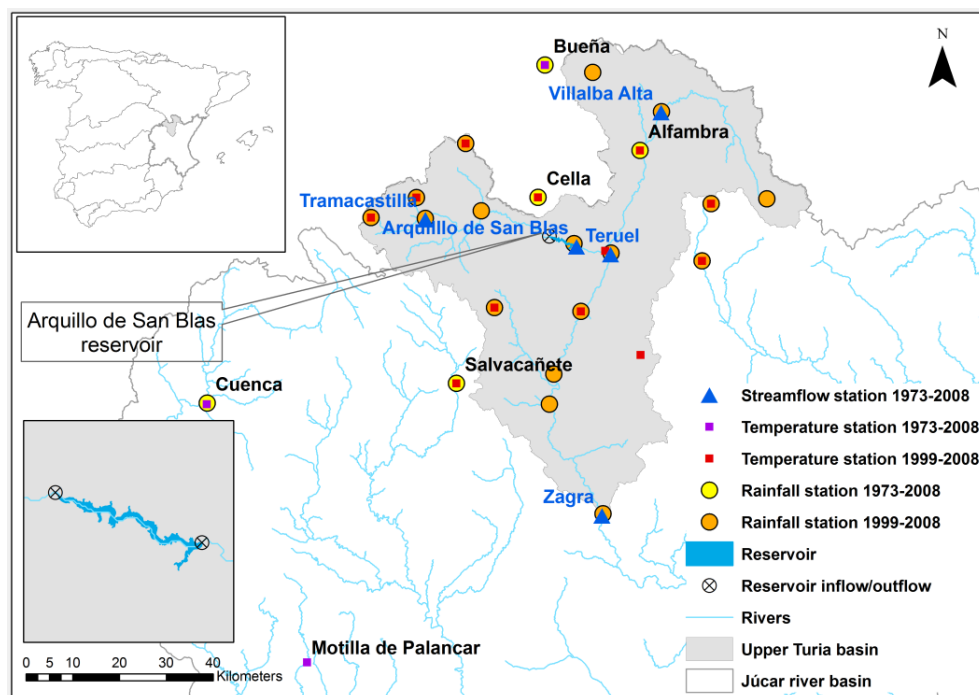 N
Bueña
Villalba Alta
Alfambra
Cella
Tramacastilla
Arquilllo de San Blas
Teruel
Arquillo de San Blas
reservoir
Salvacañete
Cuenca
Zagra
Motilla de Palancar
Streamflow station 1973-2008
Temperature station 1973-2008
Temperature station 1999-2008
Rainfall station 1973-2008
Rainfall station 1999-2008
Reservoir
Reservoir inflow/outflow
Rivers
Upper Turia basin
Júcar river basin
0 5 10 20 30 40
Kilometers